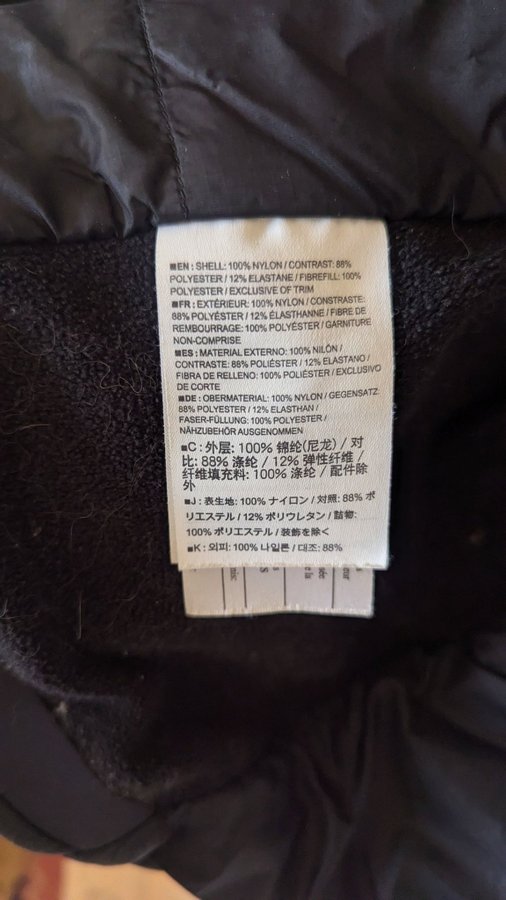 ■EN : SHELL: 100% NYLON / CONTRAST: 88%
POLYESTER / 12% ELASTANE / FIBREFILL: 100%
POLYESTER / EXCLUSIVE OF TRIM
■FR : EXTÉRIEUR: 100% NYLON / CONSTRASTE:
88% POLYÉSTER / 12% ÉLASTHANNE / FIBRE DE
REMBOURRAGE: 100% POLYÉSTER / GARNITURE
NON-COMPRISE
■ES : MATERIAL EXTERNO: 100% NILÓN /
CONTRASTE: 88% POLIÉSTER / 12% ELASTANO /
FIBRA DE RELLENO: 100% POLIÉSTER / EXCLUSIVO
DE CORTE
■DE : OBERMATERIAL: 100% NYLON / GEGENSATZ:
88% POLYESTER / 12% ELASTHAN /
FASER-FÜLLUNG: 100% POLYESTER /
NÄHZUBEHÖR AUSGENOMMEN
■C : 外层: 100% 锦纶(尼龙) / 对
比: 88% 涤纶 / 12% 弹性纤维 /
纤维填充料: 100% 涤纶 / 配件除
外
■J : 表生地: 100% ナイロン / 対照: 88% ポ
リエステル / 12% ポリウレタン / 詰物:
100% ポリエステル / 装飾を除く
■K : 외피: 100% 나일론 / 대조: 88%